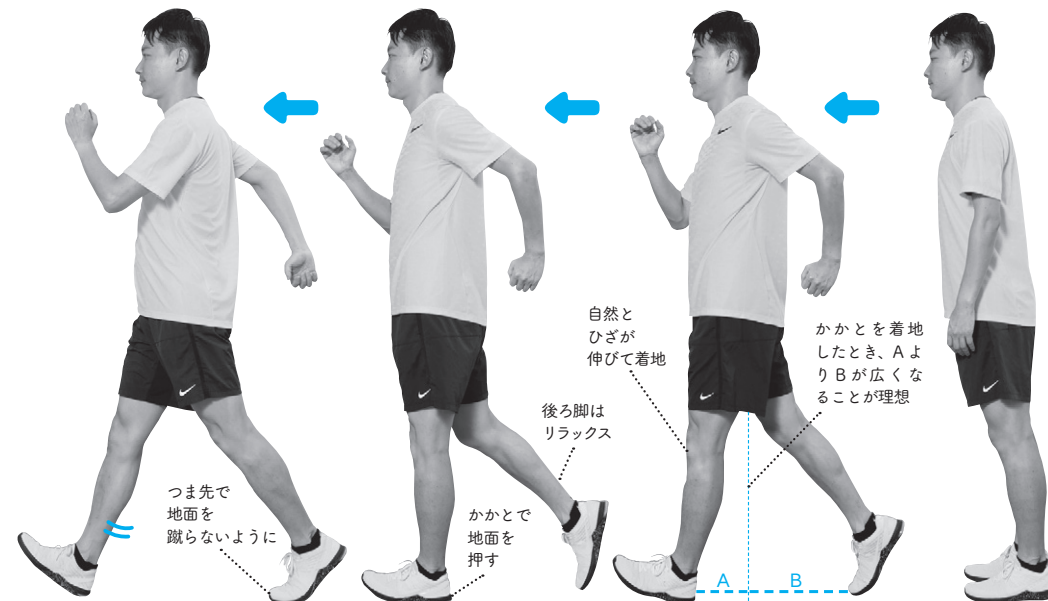 自然と
ひざが
伸びて着地
かかとを着地
したとき、Aよ
りBが広くな
ることが理想
後ろ脚は
リラックス
つま先で
地面を
蹴らないように
かかとで
地面を
押す
A
B